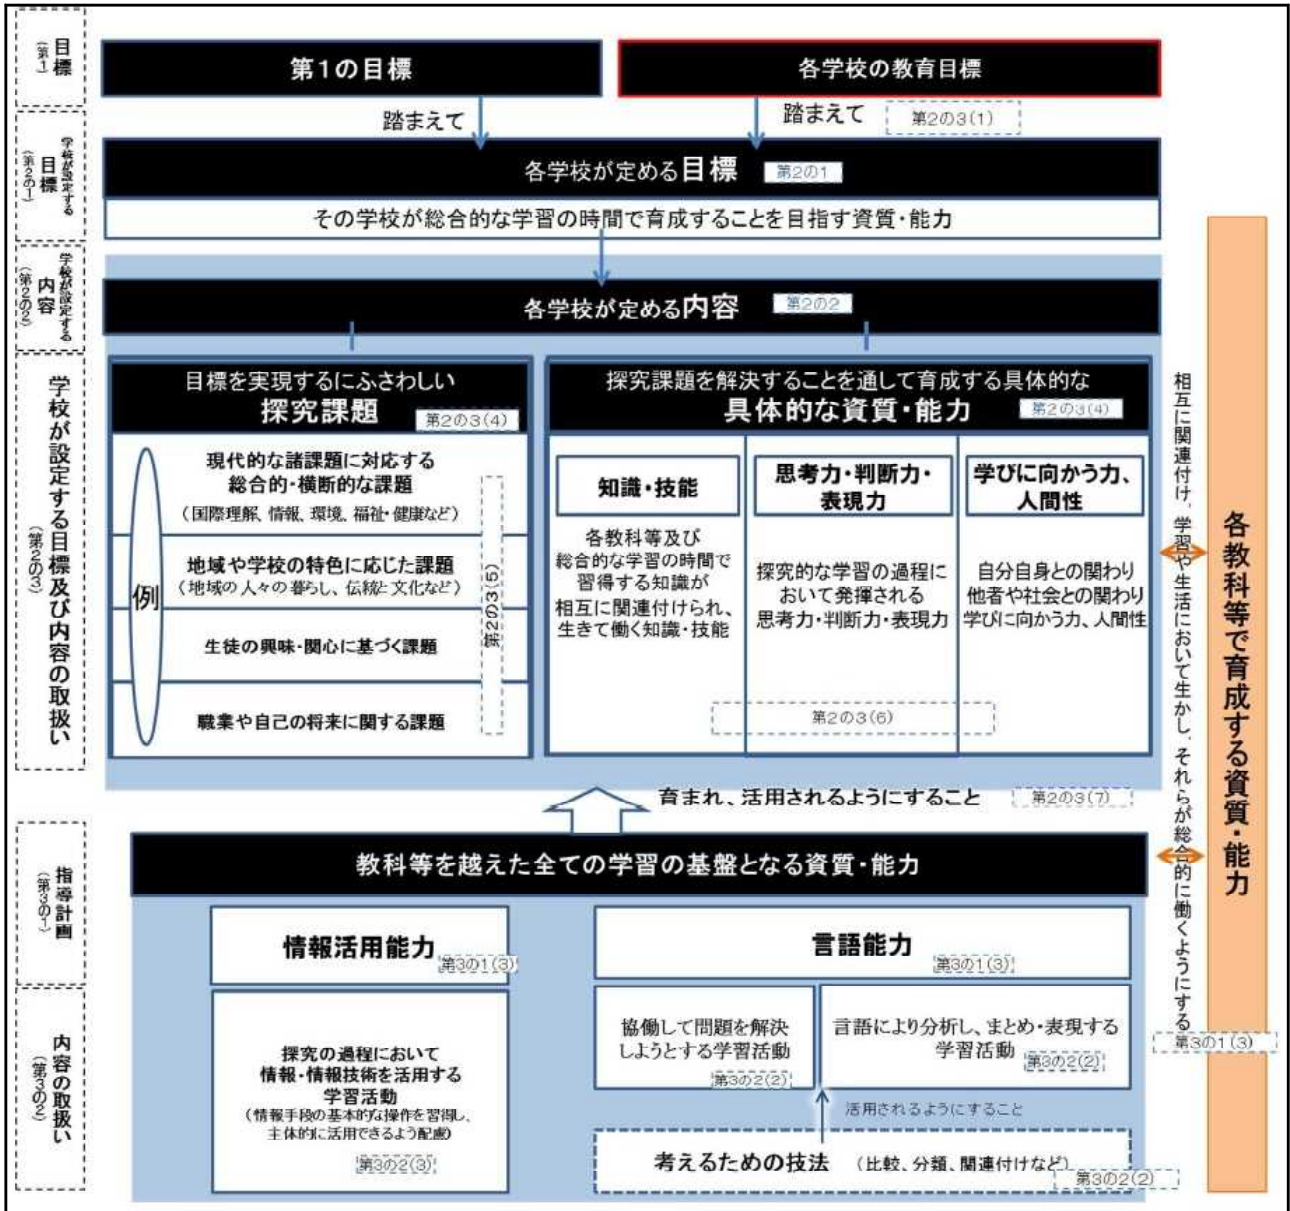 目標
(第1)
第1の目標
各学校の教育目標
踏まえて
踏まえて
第2の3(1)
学校が設定する
目標
(第2の1)
各学校が定める目標
第2の1
その学校が総合的な学習の時間で育成することを目指す資質・能力
学校が設定する
内容
(第2の2)
各学校が定める内容
第2の2
学校が設定する目標及び内容の取扱い
(第2の3)
目標を実現するにふさわしい
探究課題
第2の3(4)
例
現代的な諸課題に対応する
総合的・横断的な課題
(国際理解、情報、環境、福祉・健康など)
地域や学校の特色に応じた課題
(地域の人々の暮らし、伝統と文化など)
生徒の興味・関心に基づく課題
職業や自己の将来に関する課題
第2の3(5)
探究課題を解決することを通して育成する具体的な
具体的な資質・能力
第2の3(4)
知識・技能
各教科等及び
総合的な学習の時間で
習得する知識が
相互に関連付けられ、
生きて働く知識・技能
思考力・判断力・
表現力
探究的な学習の過程に
おいて発揮される
思考力・判断力・表現力
学びに向かう力、
人間性
自分自身との関わり
他者や社会との関わり
学びに向かう力、人間性
第2の3(6)
育まれ、活用されるようにすること
第2の3(7)
指導計画
(第3の1)
教科等を越えた全ての学習の基盤となる資質・能力
情報活用能力
第3の1(3)
言語能力
第3の1(3)
内容の取扱い
(第3の2)
探究の過程において
情報・情報技術を活用する
学習活動
(情報手段の基本的な操作を習得し、
主体的に活用できるよう配慮)
第3の2(3)
協働して問題を解決
しようとする学習活動
第3の2(2)
言語により分析し、まとめ・表現する
学習活動
第3の2(2)
活用されるようにすること
考えるための技法 (比較、分類、関連付けなど)
第3の2(2)
相互に関連付け、学習や生活において生かし、それらが総合的に働くようにする
第3の1(3)
各教科等で育成する資質・能力